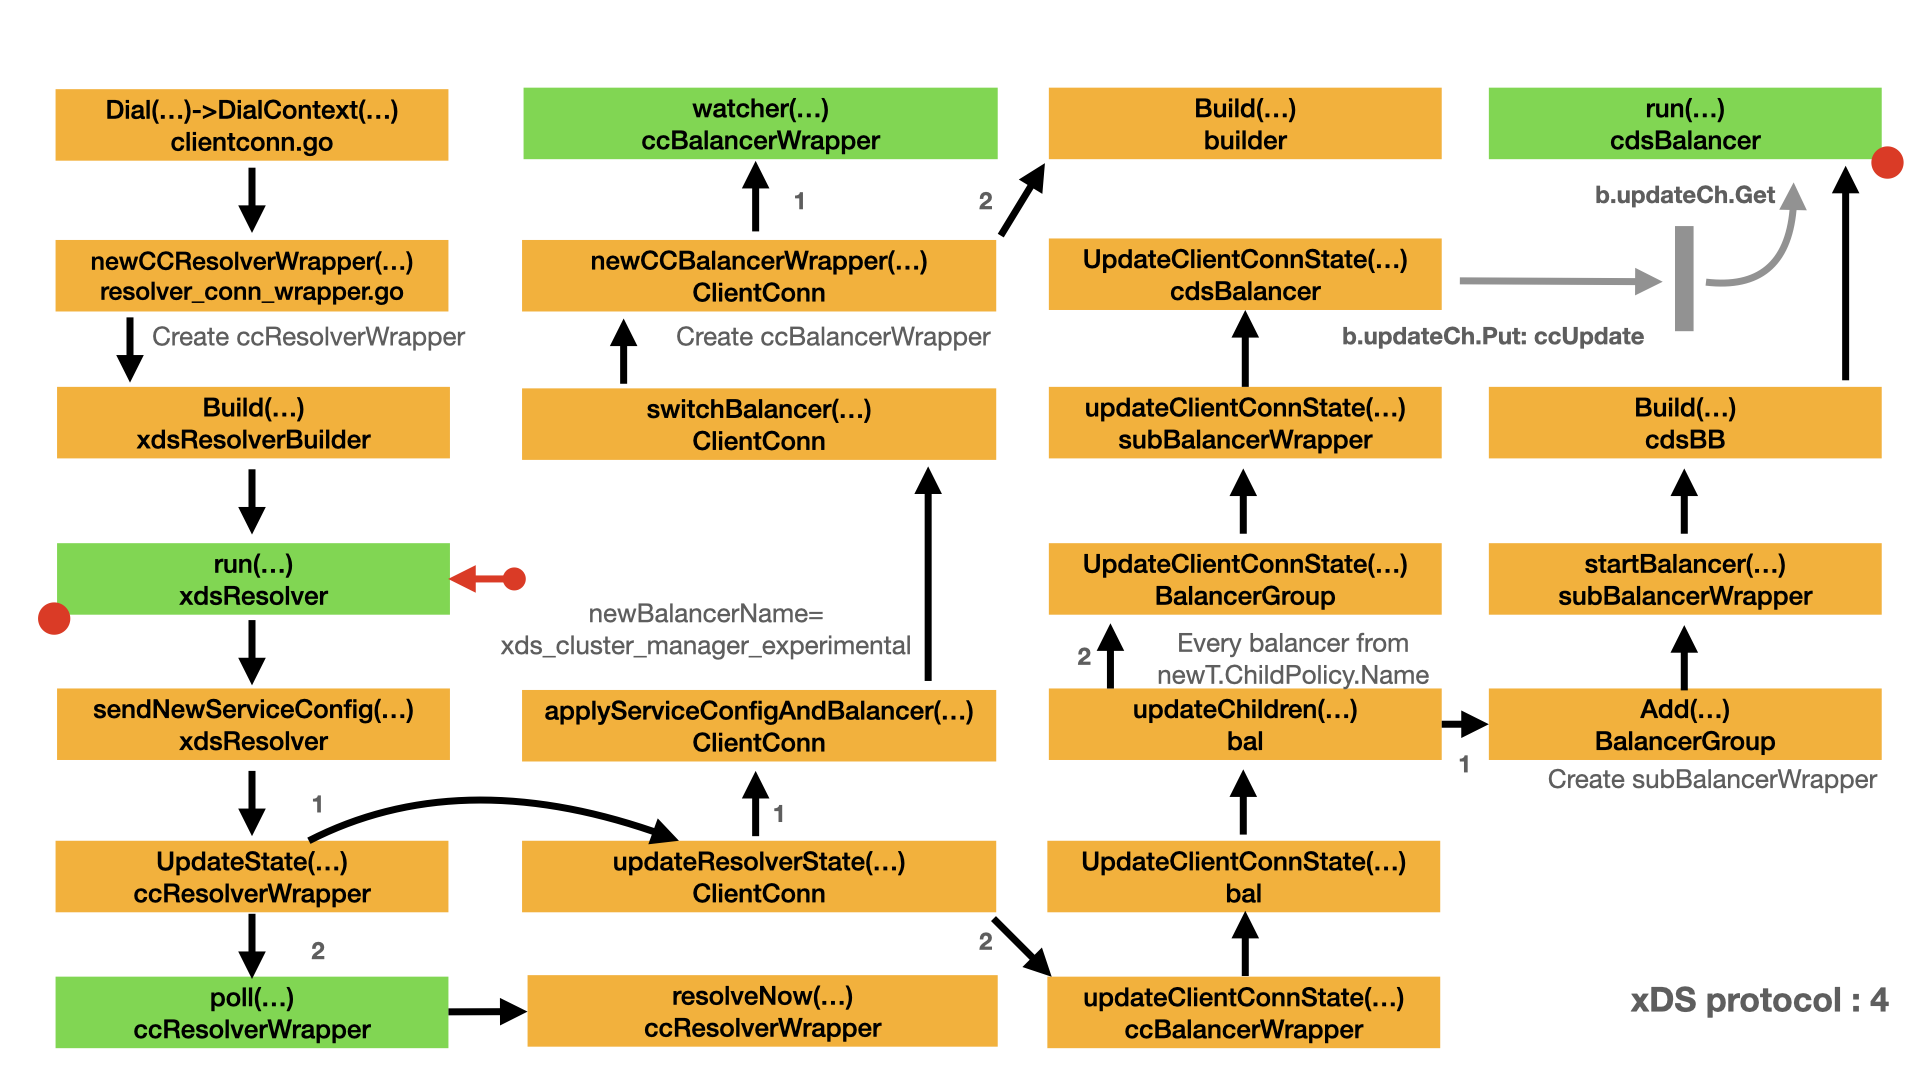 Dial(…)->DialContext(…)
clientconn.go
newCCResolverWrapper(…)
resolver_conn_wrapper.go
Create ccResolverWrapper
Build(…)
xdsResolverBuilder
run(…)
xdsResolver
sendNewServiceConfig(…)
xdsResolver
1
UpdateState(…)
ccResolverWrapper
2
poll(…)
ccResolverWrapper
watcher(…)
ccBalancerWrapper
1
2
newCCBalancerWrapper(…)
ClientConn
Create ccBalancerWrapper
switchBalancer(…)
ClientConn
newBalancerName=
xds_cluster_manager_experimental
applyServiceConfigAndBalancer(…)
ClientConn
1
updateResolverState(…)
ClientConn
2
resolveNow(…)
ccResolverWrapper
Build(…)
builder
UpdateClientConnState(…)
cdsBalancer
b.updateCh.Put: ccUpdate
updateClientConnState(…)
subBalancerWrapper
UpdateClientConnState(…)
BalancerGroup
2
Every balancer from
newT.ChildPolicy.Name
updateChildren(…)
bal
1
UpdateClientConnState(…)
bal
updateClientConnState(…)
ccBalancerWrapper
run(…)
cdsBalancer
b.updateCh.Get
Build(…)
cdsBB
startBalancer(…)
subBalancerWrapper
Add(…)
BalancerGroup
Create subBalancerWrapper
xDS protocol : 4